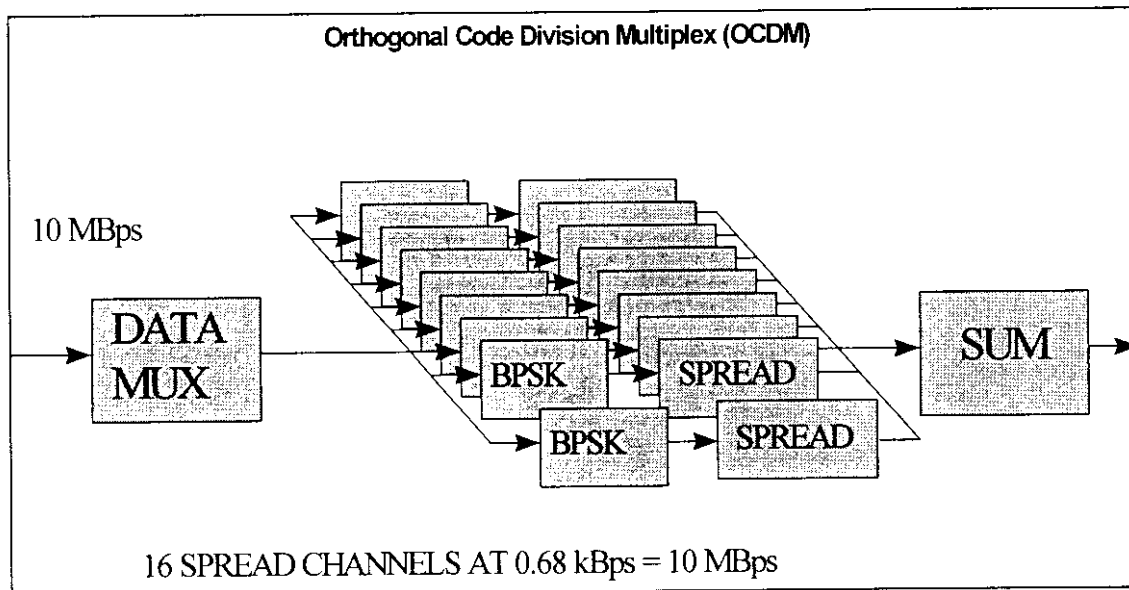 Orthogonal Code Division Multiplex (OCDM)
10 MBps
DATA
MUX
BPSK
SPREAD
BPSK
SPREAD
SUM
16 SPREAD CHANNELS AT 0.68 kBps = 10 MBps